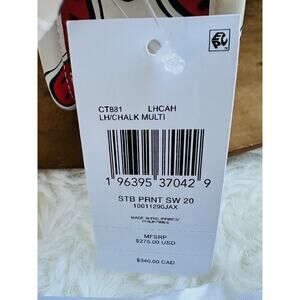 CT881 LHCAH
LH/CHALK MULTI
1 96395 37042 9
STB PRNT SW 20
10011290JAX
MADE IN PHILIPPINES/
PHILIPPINES
MFSRP
$275.00 USD
$340.00 CAD